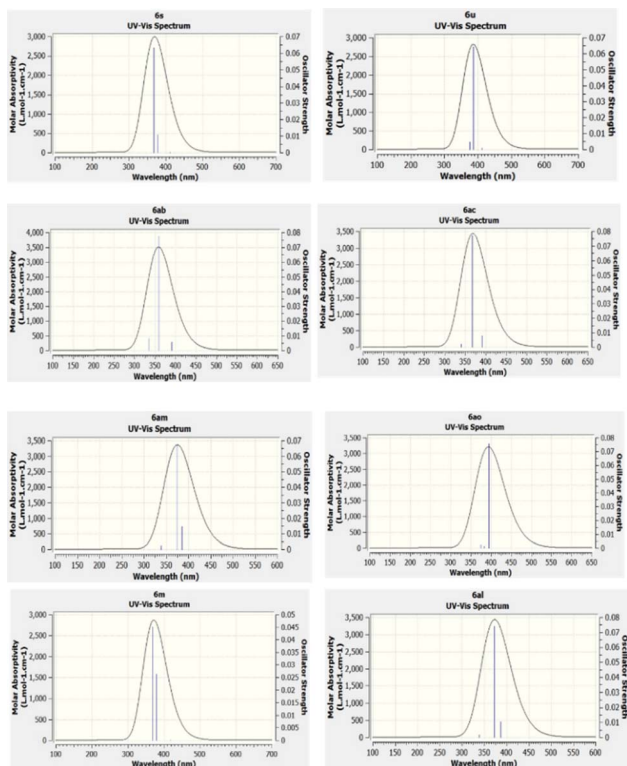 6s
UV-Vis Spectrum
Molar Absorptivity
(L.mol-1.cm-1)
3,000
2,500
2,000
1,500
1,000
500
0
0.07
0.06
0.05
0.04
0.03
0.02
0.01
0
Oscillator Strength
100 200 300 400 500 600 700
Wavelength (nm)
6u
UV-Vis Spectrum
Molar Absorptivity
(L.mol-1.cm-1)
3,000
2,500
2,000
1,500
1,000
500
0
0.07
0.06
0.05
0.04
0.03
0.02
0.01
0
Oscillator Strength
100 200 300 400 500 600 700
Wavelength (nm)
6ab
UV-Vis Spectrum
Molar Absorptivity
(L.mol-1.cm-1)
4,000
3,500
3,000
2,500
2,000
1,500
1,000
500
0
0.08
0.07
0.06
0.05
0.04
0.03
0.02
0.01
0
Oscillator Strength
100 150 200 250 300 350 400 450 500 550 600 650
Wavelength (nm)
6ac
UV-Vis Spectrum
Molar Absorptivity
(L.mol-1.cm-1)
3,500
3,000
2,500
2,000
1,500
1,000
500
0
0.08
0.07
0.06
0.05
0.04
0.03
0.02
0.01
0
Oscillator Strength
100 150 200 250 300 350 400 450 500 550 600 650
Wavelength (nm)
6am
UV-Vis Spectrum
Molar Absorptivity
(L.mol-1.cm-1)
3,500
3,000
2,500
2,000
1,500
1,000
500
0
0.07
0.06
0.05
0.04
0.03
0.02
0.01
0
Oscillator Strength
100 150 200 250 300 350 400 450 500 550 600
Wavelength (nm)
6ao
UV-Vis Spectrum
Molar Absorptivity
(L.mol-1.cm-1)
3,500
3,000
2,500
2,000
1,500
1,000
500
0
0.08
0.07
0.06
0.05
0.04
0.03
0.02
0.01
0
Oscillator Strength
100 150 200 250 300 350 400 450 500 550 600 650
Wavelength (nm)
6m
UV-Vis Spectrum
Molar Absorptivity
(L.mol-1.cm-1)
3,000
2,500
2,000
1,500
1,000
500
0
0.05
0.045
0.04
0.035
0.03
0.025
0.02
0.015
0.01
0.005
0
Oscillator Strength
100 200 300 400 500 600 700
Wavelength (nm)
6al
UV-Vis Spectrum
Molar Absorptivity
(L.mol-1.cm-1)
3,500
3,000
2,500
2,000
1,500
1,000
500
0
0.08
0.07
0.06
0.05
0.04
0.03
0.02
0.01
0
Oscillator Strength
100 150 200 250 300 350 400 450 500 550 600
Wavelength (nm)